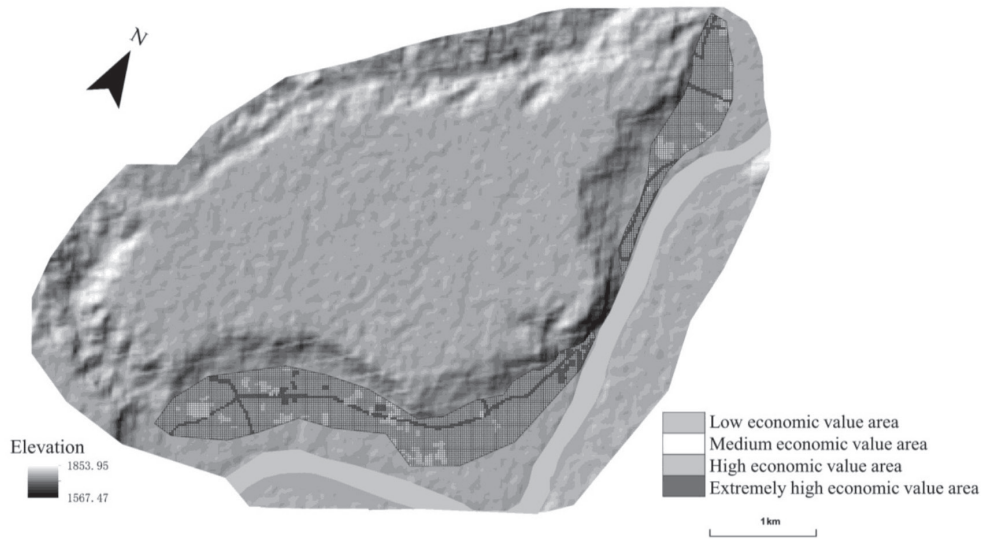 N
Elevation
1853.95
1567.47
Low economic value area
Medium economic value area
High economic value area
Extremely high economic value area
1km